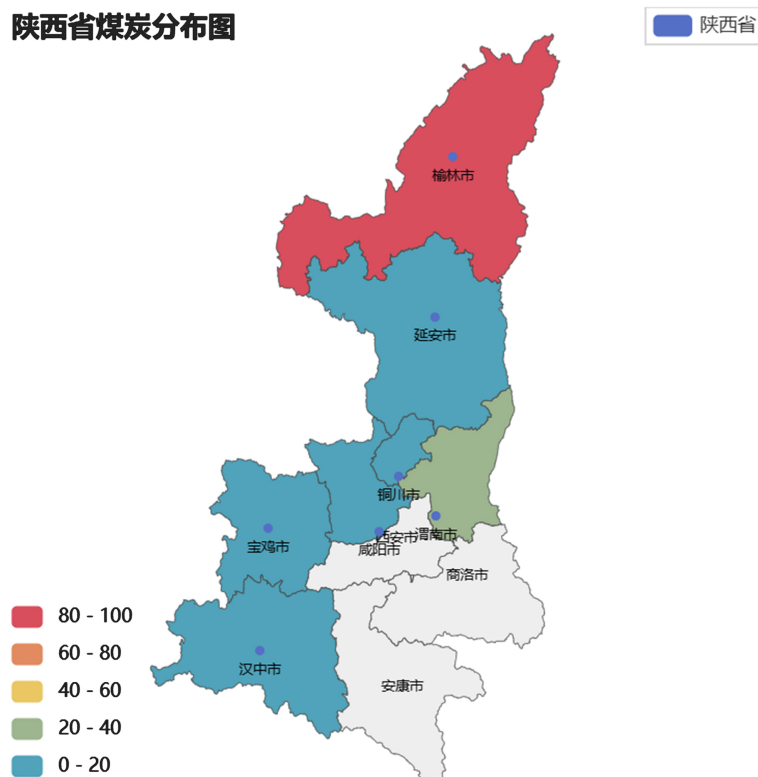 陕西省煤炭分布图
陕西省
榆林市
延安市
铜川市
西安市
渭南市
咸阳市
宝鸡市
商洛市
汉中市
安康市
80 - 100
60 - 80
40 - 60
20 - 40
0 - 20